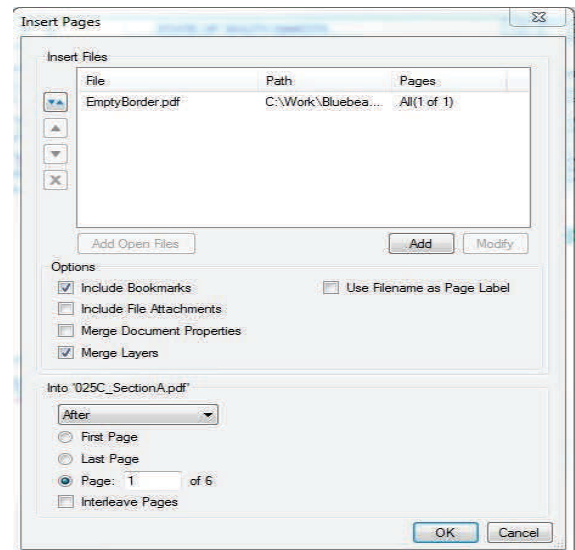 Insert Pages
Insert Files
File Path Pages
EmptyBorder.pdf C:\Work\Bluebea... All(1 of 1)
Add Open Files Add Modify
Options
Include Bookmarks Use Filename as Page Label
Include File Attachments
Merge Document Properties
Merge Layers
Into '025C_SectionA.pdf'
After
First Page
Last Page
Page: 1 of 6
Interleave Pages
OK Cancel